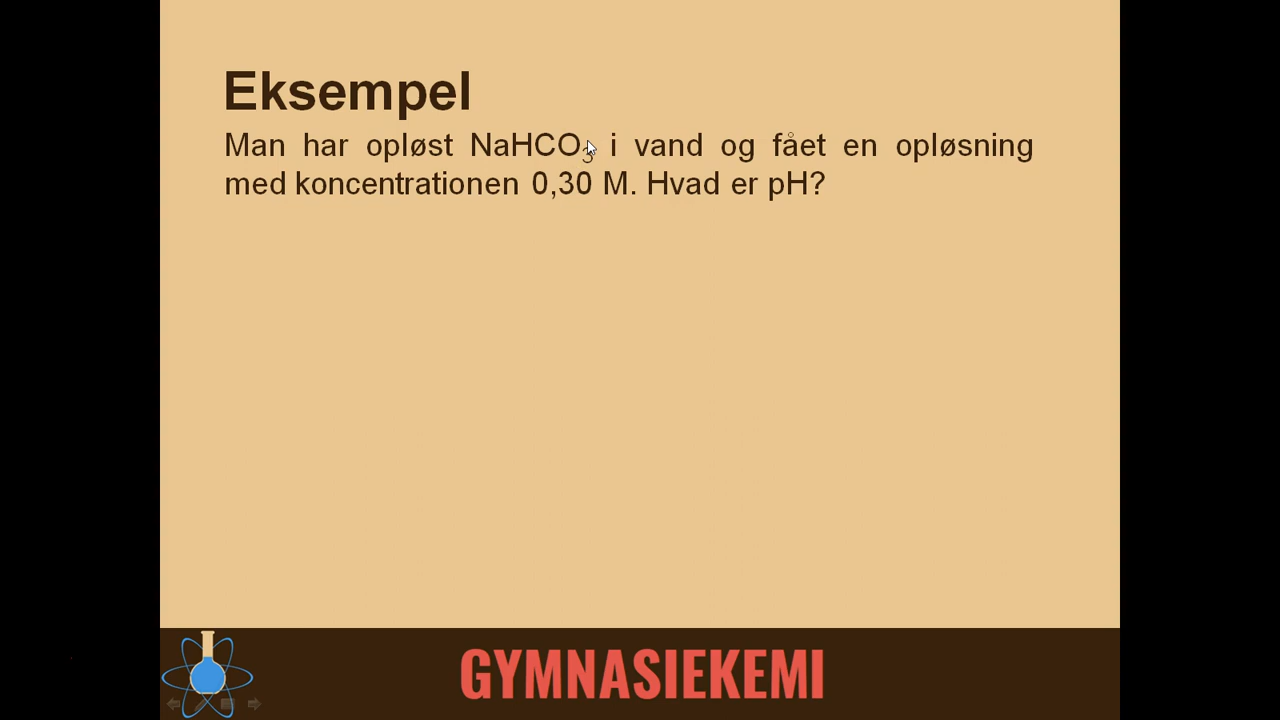 Eksempel
Man har opløst NaHCO₃ i vand og fået en opløsning
med koncentrationen 0,30 M. Hvad er pH?
GYMNASIEKEMI